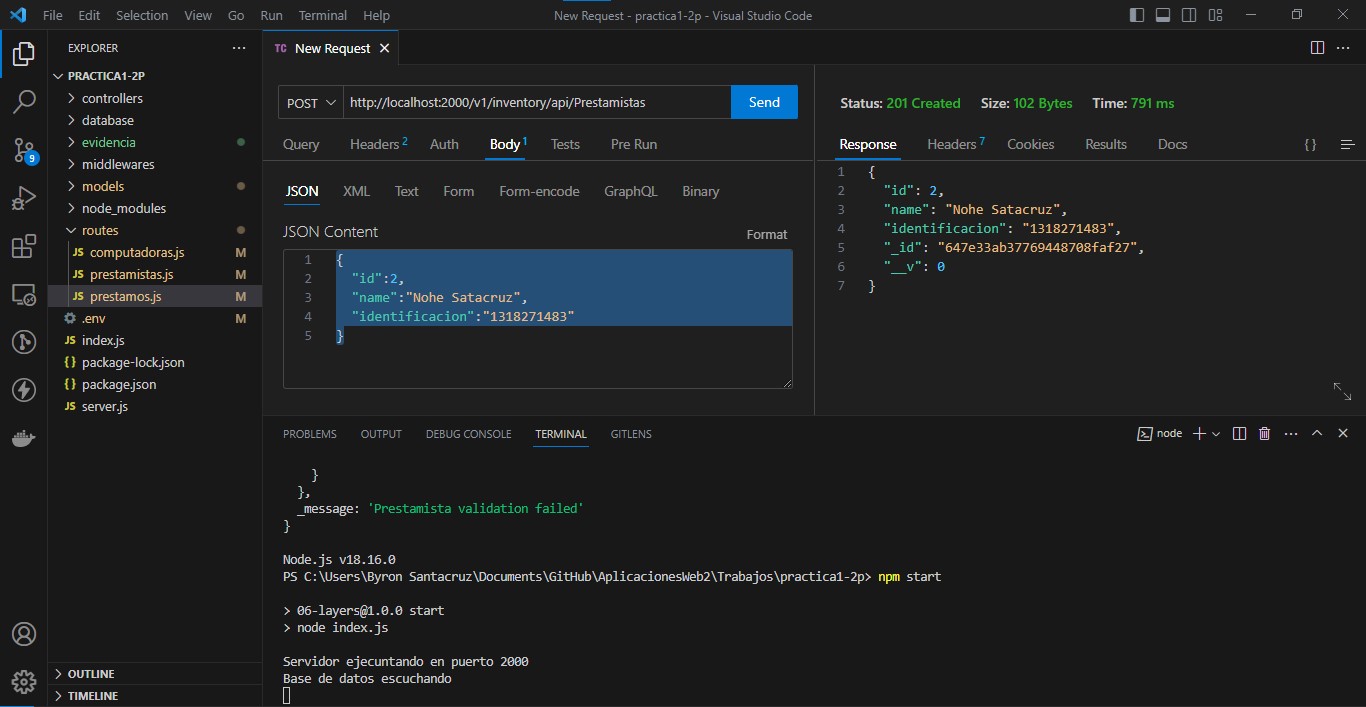 File Edit Selection View Go Run Terminal Help
New Request - practica1-2p - Visual Studio Code
EXPLORER
PRACTICA1-2P
controllers
database
evidencia
middlewares
models
node_modules
routes
JS computadoras.js M
JS prestamistas.js M
JS prestamos.js M
.env M
JS index.js
{} package-lock.json
{} package.json
JS server.js
OUTLINE
TIMELINE
9
TC New Request
POST http://localhost:2000/v1/inventory/api/Prestamistas Send
Query Headers 2 Auth Body 1 Tests Pre Run
JSON XML Text Form Form-encode GraphQL Binary
JSON Content Format
1 {
2 "id":2,
3 "name":"Nohe Satacruz",
4 "identificacion":"1318271483"
5 }
Status: 201 Created Size: 102 Bytes Time: 791 ms
Response Headers 7 Cookies Results Docs {}
1 {
2 "id": 2,
3 "name": "Nohe Satacruz",
4 "identificacion": "1318271483",
5 "_id": "647e33ab37769448708faf27",
6 "__v": 0
7 }
PROBLEMS OUTPUT DEBUG CONSOLE TERMINAL GITLENS
node
}
},
_message: 'Prestamista validation failed'
}
Node.js v18.16.0
PS C:\Users\Byron Santacruz\Documents\GitHub\AplicacionesWeb2\Trabajos\practica1-2p> npm start
> 06-layers@1.0.0 start
> node index.js
Servidor ejecuntando en puerto 2000
Base de datos escuchando